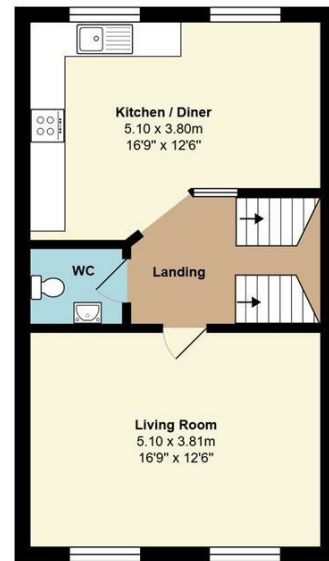 Kitchen / Diner
5.10 x 3.80m
16'9" x 12'6"
WC
Landing
Living Room
5.10 x 3.81m
16'9" x 12'6"